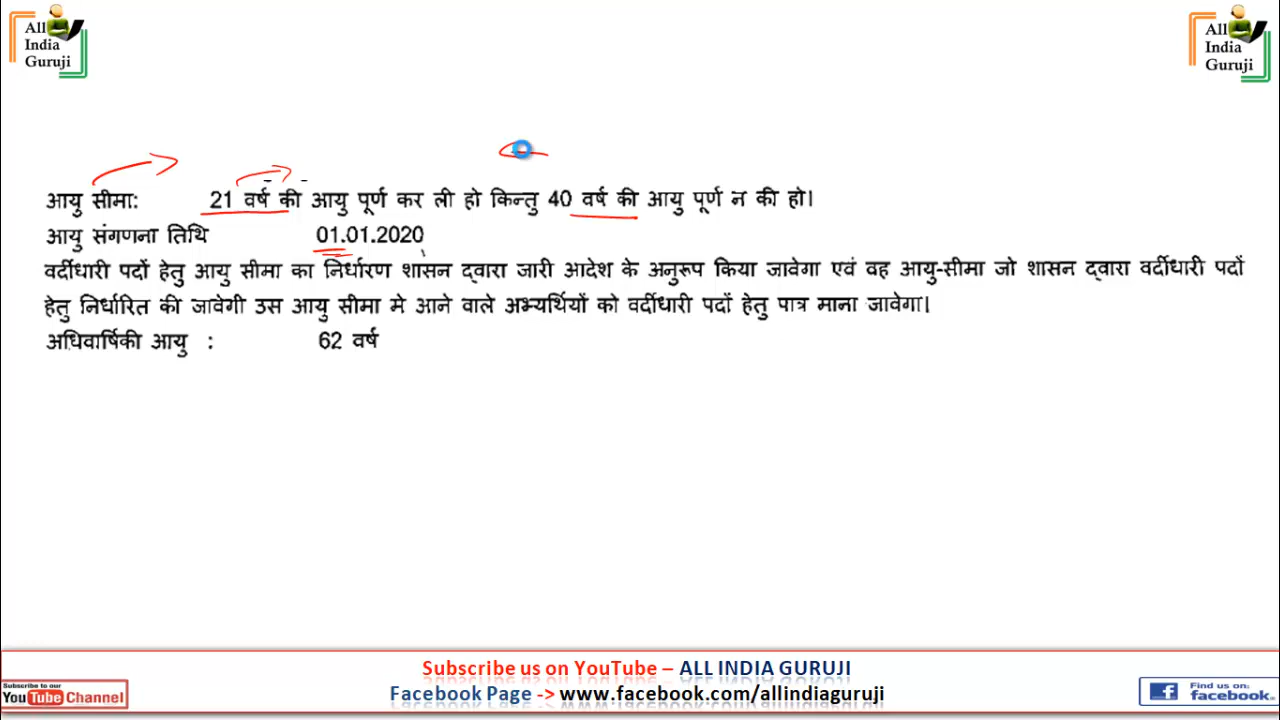 All
India
Guruji
All
India
Guruji
आयु सीमा: 21 वर्ष की आयु पूर्ण कर ली हो किन्तु 40 वर्ष की आयु पूर्ण न की हो।
आयु संगणना तिथि 01.01.2020
वर्दीधारी पदों हेतु आयु सीमा का निर्धारण शासन द्वारा जारी आदेश के अनुरूप किया जावेगा एवं वह आयु-सीमा जो शासन द्वारा वर्दीधारी पदों
हेतु निर्धारित की जावेगी उस आयु सीमा मे आने वाले अभ्यर्थियों को वर्दीधारी पदों हेतु पात्र माना जावेगा।
अधिवार्षिकी आयु : 62 वर्ष
Subscribe us on YouTube – ALL INDIA GURUJI
Facebook Page -> www.facebook.com/allindiaguruji
Subscribe to our
YouTube Channel
Find us on:
facebook.